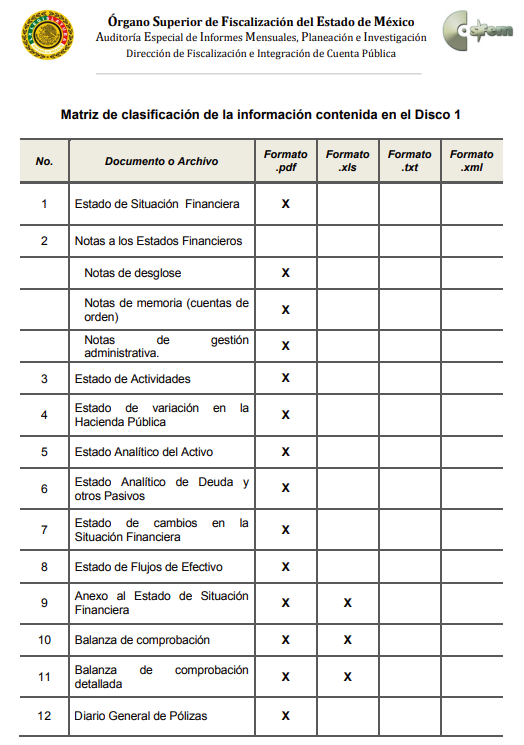 Órgano Superior de Fiscalización del Estado de México
Auditoría Especial de Informes Mensuales, Planeación e Investigación
Dirección de Fiscalización e Integración de Cuenta Pública
osfem
Matriz de clasificación de la información contenida en el Disco 1
No. Documento o Archivo Formato .pdf Formato .xls Formato .txt Formato .xml
1 Estado de Situación Financiera X
2 Notas a los Estados Financieros
Notas de desglose X
Notas de memoria (cuentas de
orden) X
Notas de gestión
administrativa. X
3 Estado de Actividades X
4 Estado de variación en la
Hacienda Pública X
5 Estado Analítico del Activo X
6 Estado Analítico de Deuda y
otros Pasivos X
7 Estado de cambios en la
Situación Financiera X
8 Estado de Flujos de Efectivo X
9 Anexo al Estado de Situación
Financiera X X
10 Balanza de comprobación X X
11 Balanza de comprobación
detallada X X
12 Diario General de Pólizas X